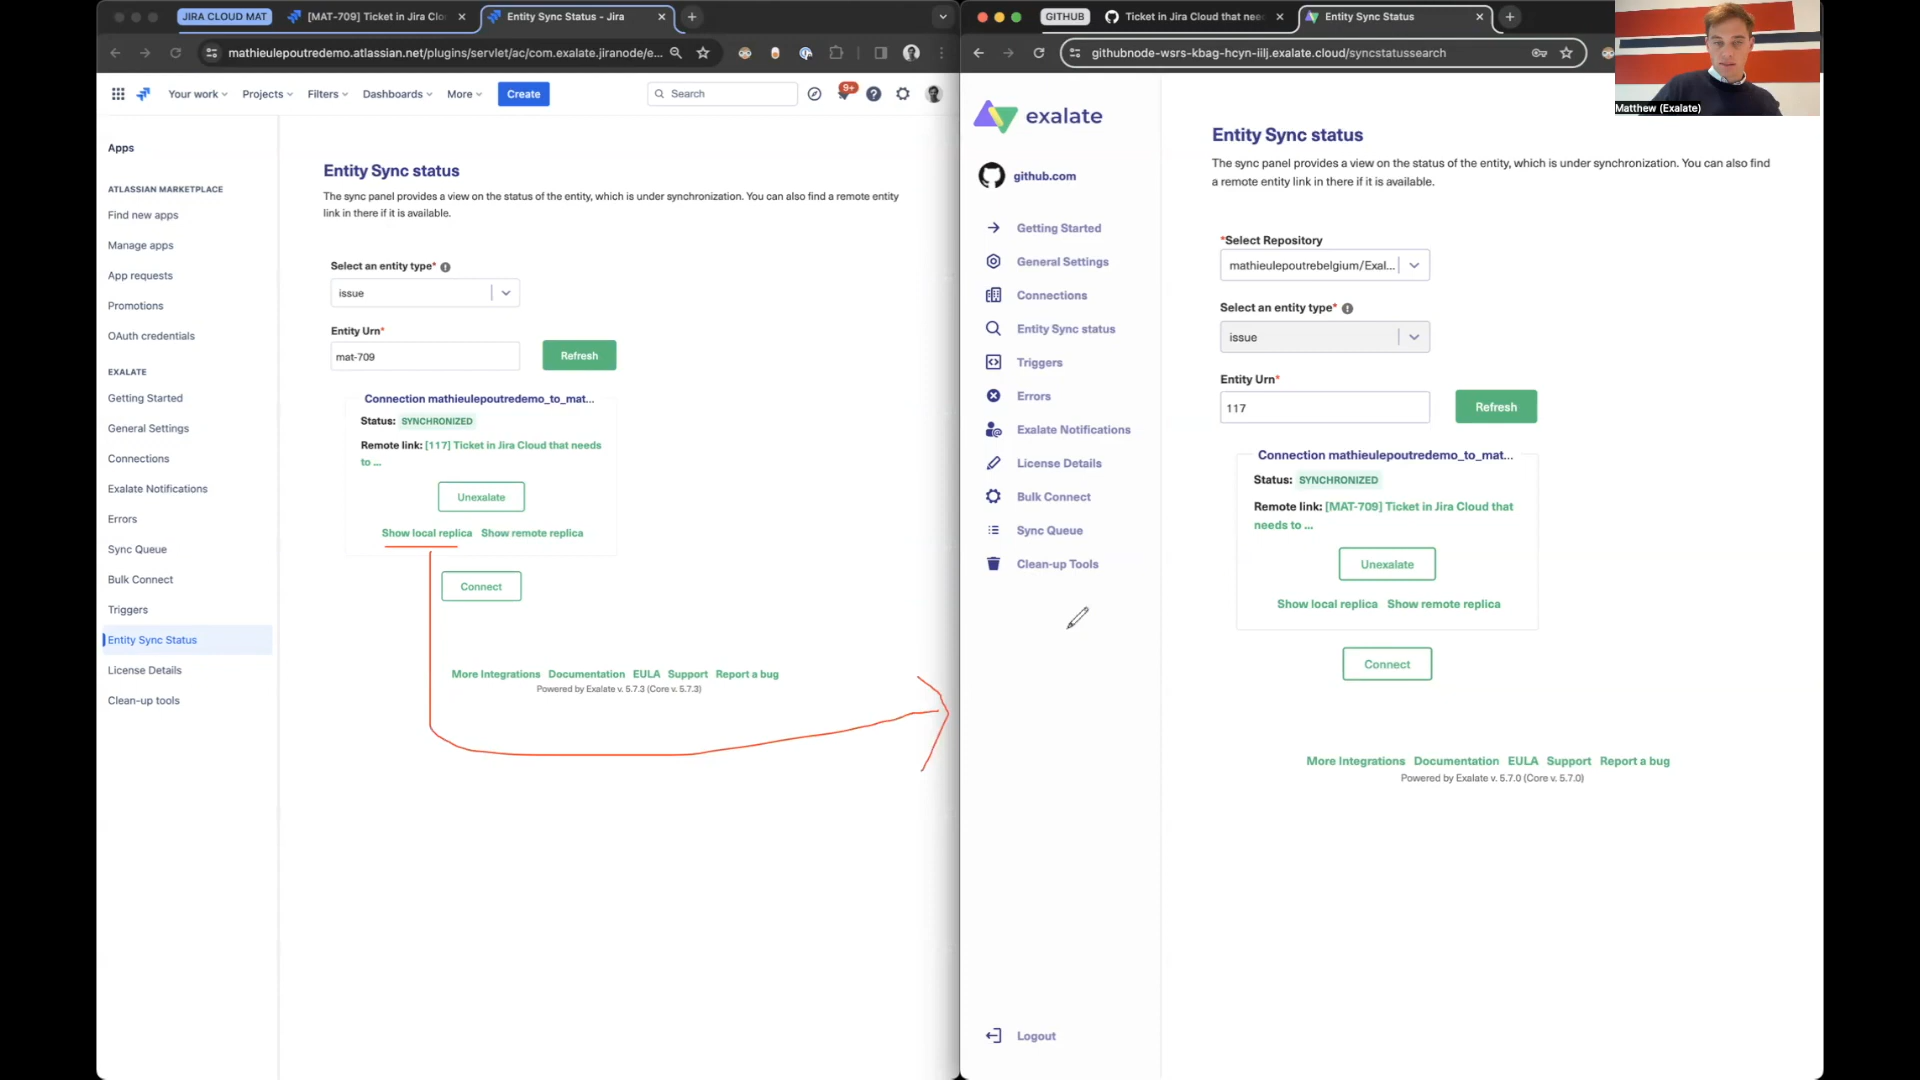 JIRA CLOUD MAT
[MAT-709] Ticket in Jira Clo
Entity Sync Status - Jira
mathieulepoutredemo.atlassian.net/plugins/servlet/ac/com.exalate.jiranode/e...
Your work
Projects
Filters
Dashboards
More
Create
Search
9+
Apps
ATLASSIAN MARKETPLACE
Find new apps
Manage apps
App requests
Promotions
OAuth credentials
EXALATE
Getting Started
General Settings
Connections
Exalate Notifications
Errors
Sync Queue
Bulk Connect
Triggers
Entity Sync Status
License Details
Clean-up tools
Entity Sync status
The sync panel provides a view on the status of the entity, which is under synchronization. You can also find a remote entity
link in there if it is available.
Select an entity type*
issue
Entity Urn*
mat-709
Refresh
Connection mathieulepoutredemo_to_mat...
Status: SYNCHRONIZED
Remote link: [117] Ticket in Jira Cloud that needs
to ...
Unexalate
Show local replica Show remote replica
Connect
More Integrations Documentation EULA Support Report a bug
Powered by Exalate v. 5.7.3 (Core v. 5.7.3)
GITHUB
Ticket in Jira Cloud that nee
Entity Sync Status
githubnode-wsrs-kbag-hcyn-iilj.exalate.cloud/syncstatussearch
Matthew (Exalate)
exalate
github.com
Getting Started
General Settings
Connections
Entity Sync status
Triggers
Errors
Exalate Notifications
License Details
Bulk Connect
Sync Queue
Clean-up Tools
Logout
Entity Sync status
The sync panel provides a view on the status of the entity, which is under synchronization. You can also find
a remote entity link in there if it is available.
*Select Repository
mathieulepoutrebelgium/Exal...
Select an entity type*
issue
Entity Urn*
117
Refresh
Connection mathieulepoutredemo_to_mat...
Status: SYNCHRONIZED
Remote link: [MAT-709] Ticket in Jira Cloud that
needs to ...
Unexalate
Show local replica Show remote replica
Connect
More Integrations Documentation EULA Support Report a bug
Powered by Exalate v. 5.7.0 (Core v. 5.7.0)